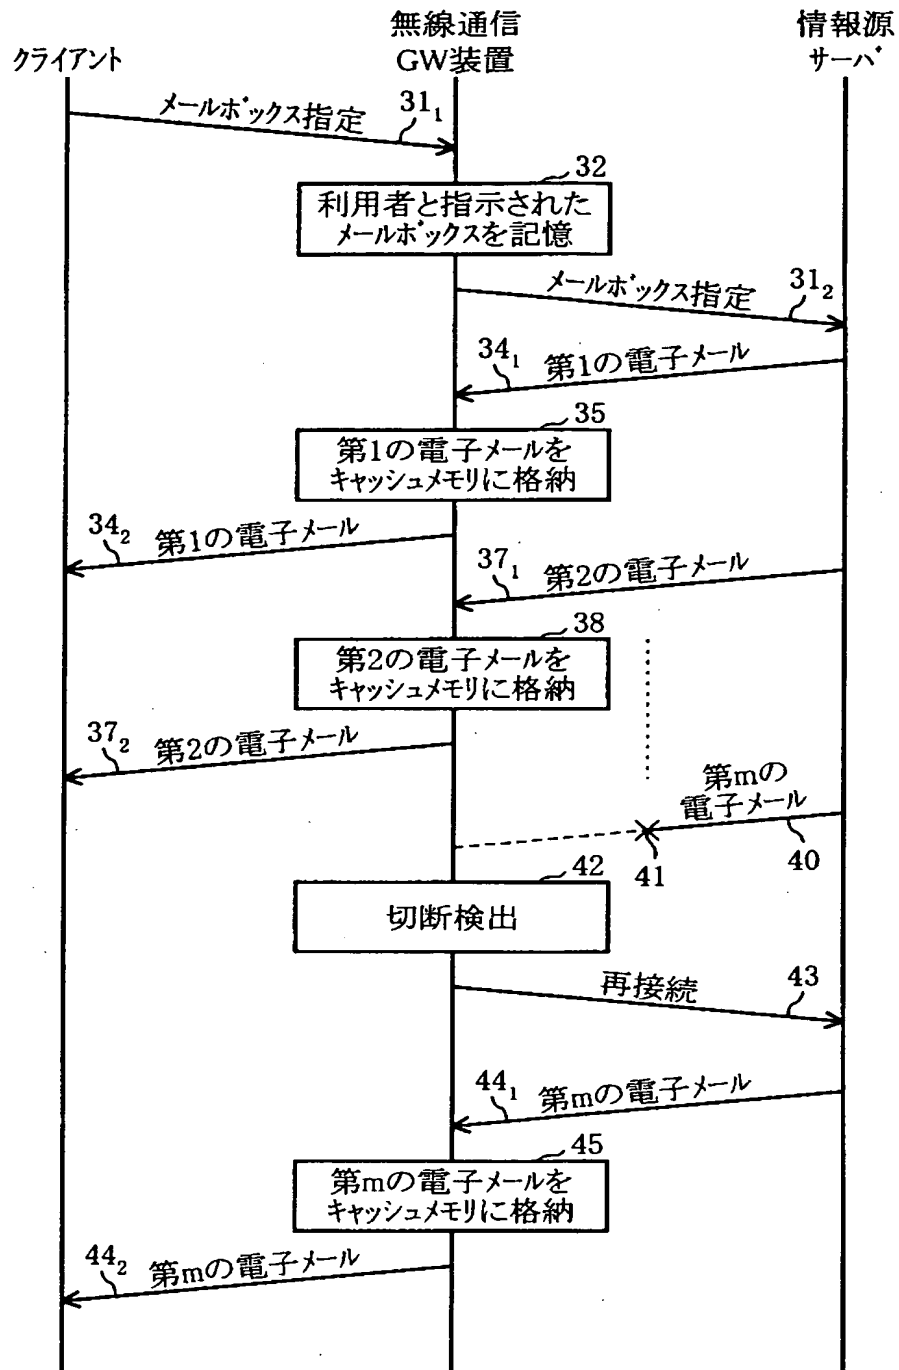 クライアント
無線通信
GW装置
情報源
サーバ
メールボックス指定
31₁
32
利用者と指示された
メールボックスを記憶
メールボックス指定
31₂
34₁
第1の電子メール
35
第1の電子メールを
キャッシュメモリに格納
34₂
第1の電子メール
37₁
第2の電子メール
38
第2の電子メールを
キャッシュメモリに格納
37₂
第2の電子メール
第mの
電子メール
40
41
42
切断検出
再接続
43
44₁
第mの電子メール
45
第mの電子メールを
キャッシュメモリに格納
44₂
第mの電子メール